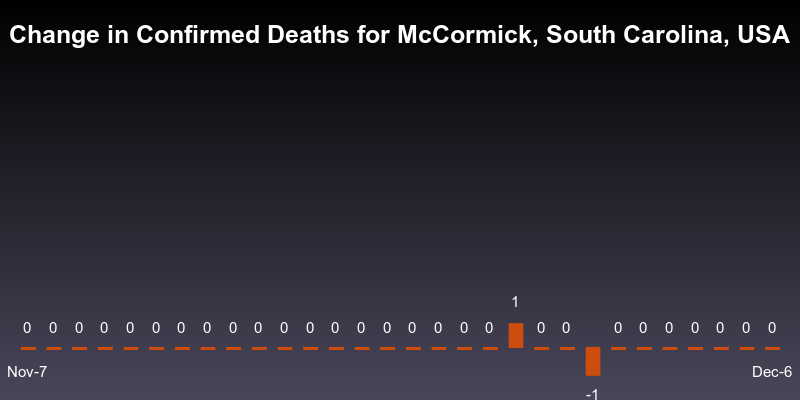 Change in Confirmed Deaths for McCormick, South Carolina, USA
1
0 0 0 0 0 0 0 0 0 0 0 0 0 0 0 0 0 0 0 0 0 0 0 0 0 0 0 0
Nov-7 Dec-6
-1